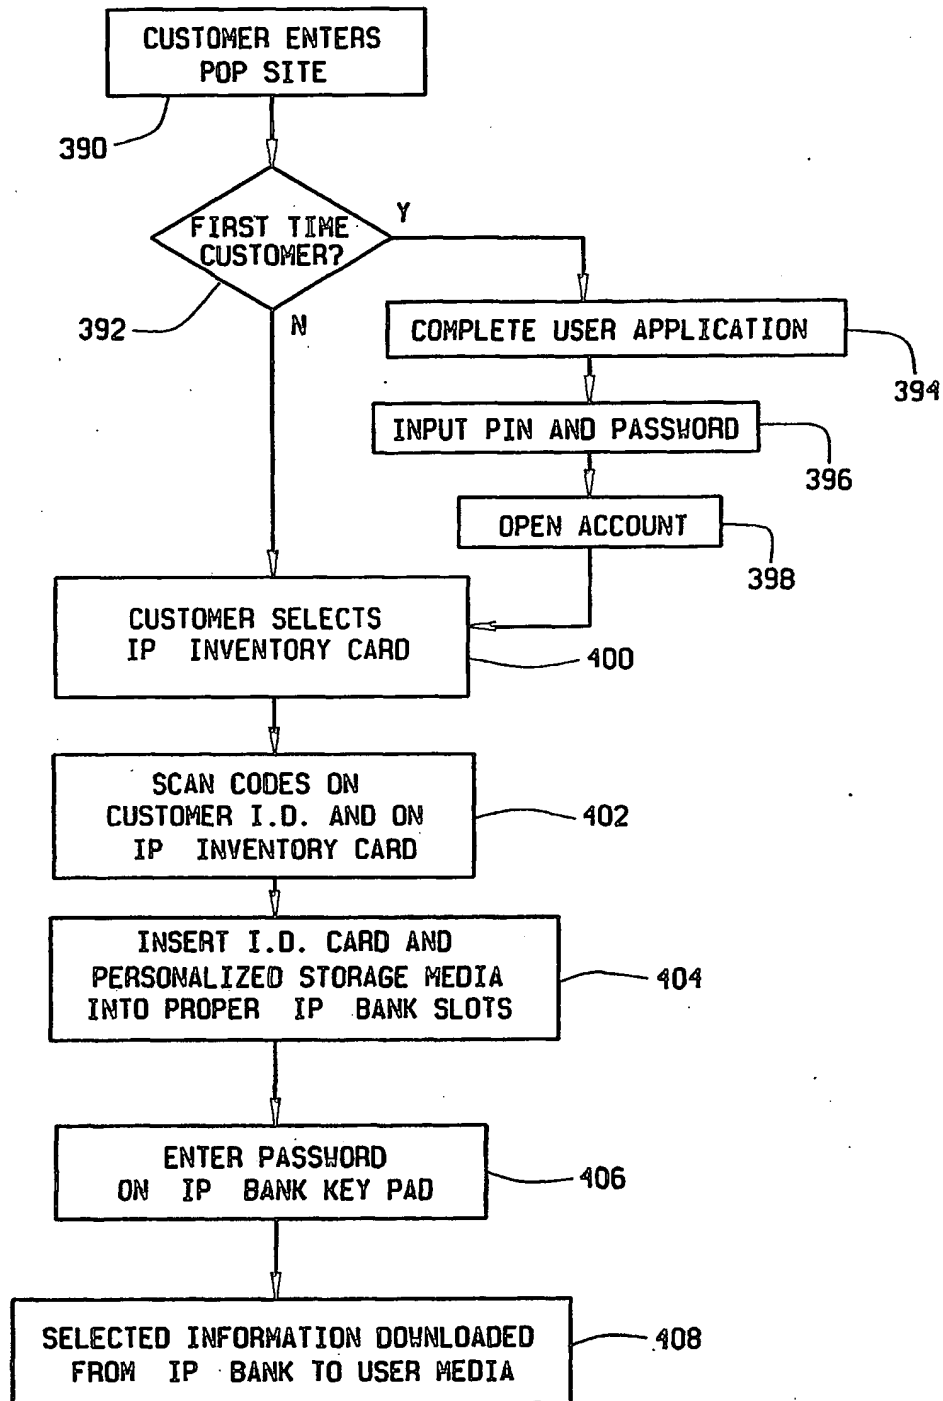 CUSTOMER ENTERS
POP SITE
390
FIRST TIME
CUSTOMER?
Y
392
N
COMPLETE USER APPLICATION
394
INPUT PIN AND PASSWORD
396
OPEN ACCOUNT
398
CUSTOMER SELECTS
IP INVENTORY CARD
400
SCAN CODES ON
CUSTOMER I.D. AND ON
IP INVENTORY CARD
402
INSERT I.D. CARD AND
PERSONALIZED STORAGE MEDIA
INTO PROPER IP BANK SLOTS
404
ENTER PASSWORD
ON IP BANK KEY PAD
406
SELECTED INFORMATION DOWNLOADED
FROM IP BANK TO USER MEDIA
408